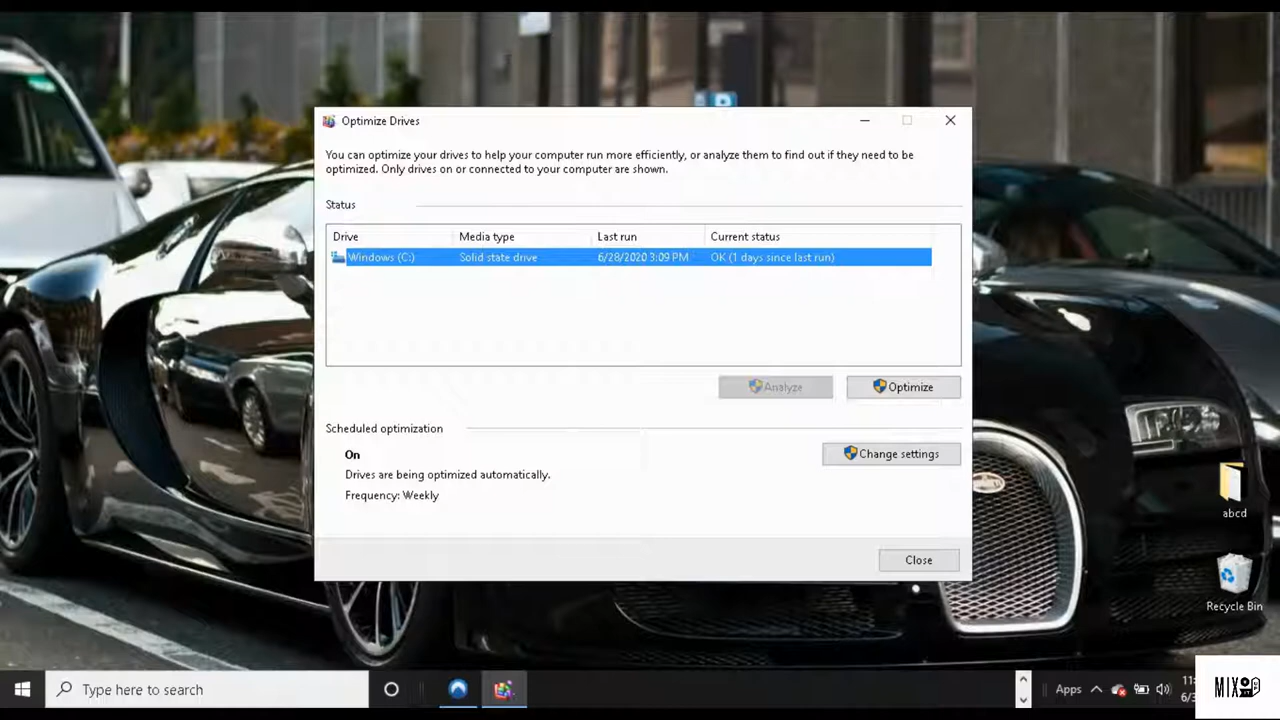 Optimize Drives
You can optimize your drives to help your computer run more efficiently, or analyze them to find out if they need to be
optimized. Only drives on or connected to your computer are shown.
Status
Drive Media type Last run Current status
Windows (C:) Solid state drive 6/28/2020 3:09 PM OK (1 days since last run)
Analyze Optimize
Scheduled optimization
On
Change settings
Drives are being optimized automatically.
Frequency: Weekly
Close
abcd
Recycle Bin
Type here to search
Apps
MIX